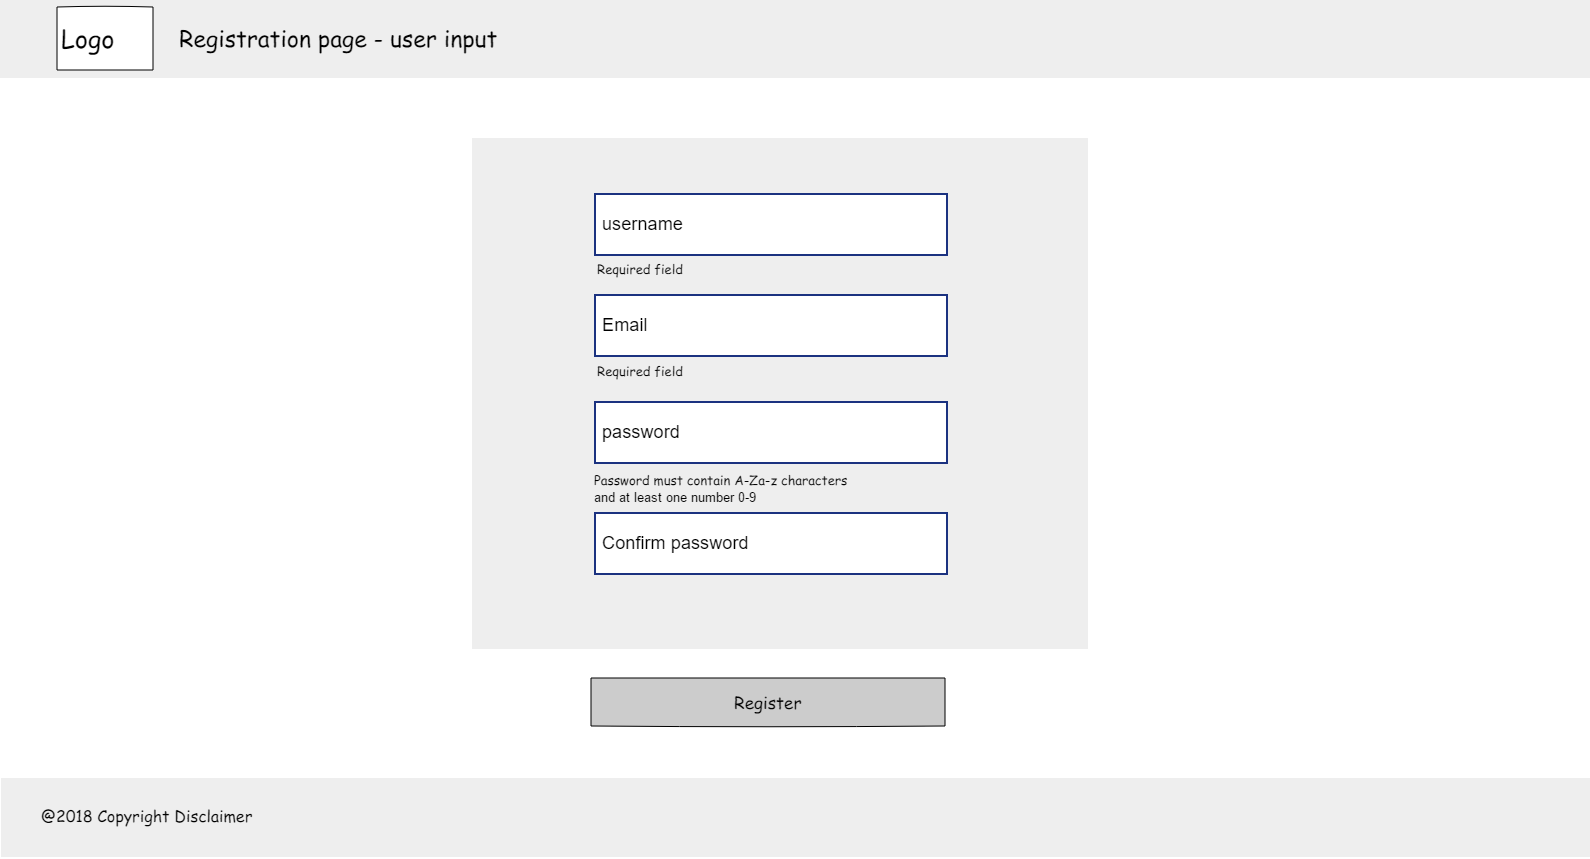 Logo
Registration page - user input
username
Required field
Email
Required field
password
Password must contain A-Za-z characters
and at least one number 0-9
Confirm password
Register
@2018 Copyright Disclaimer